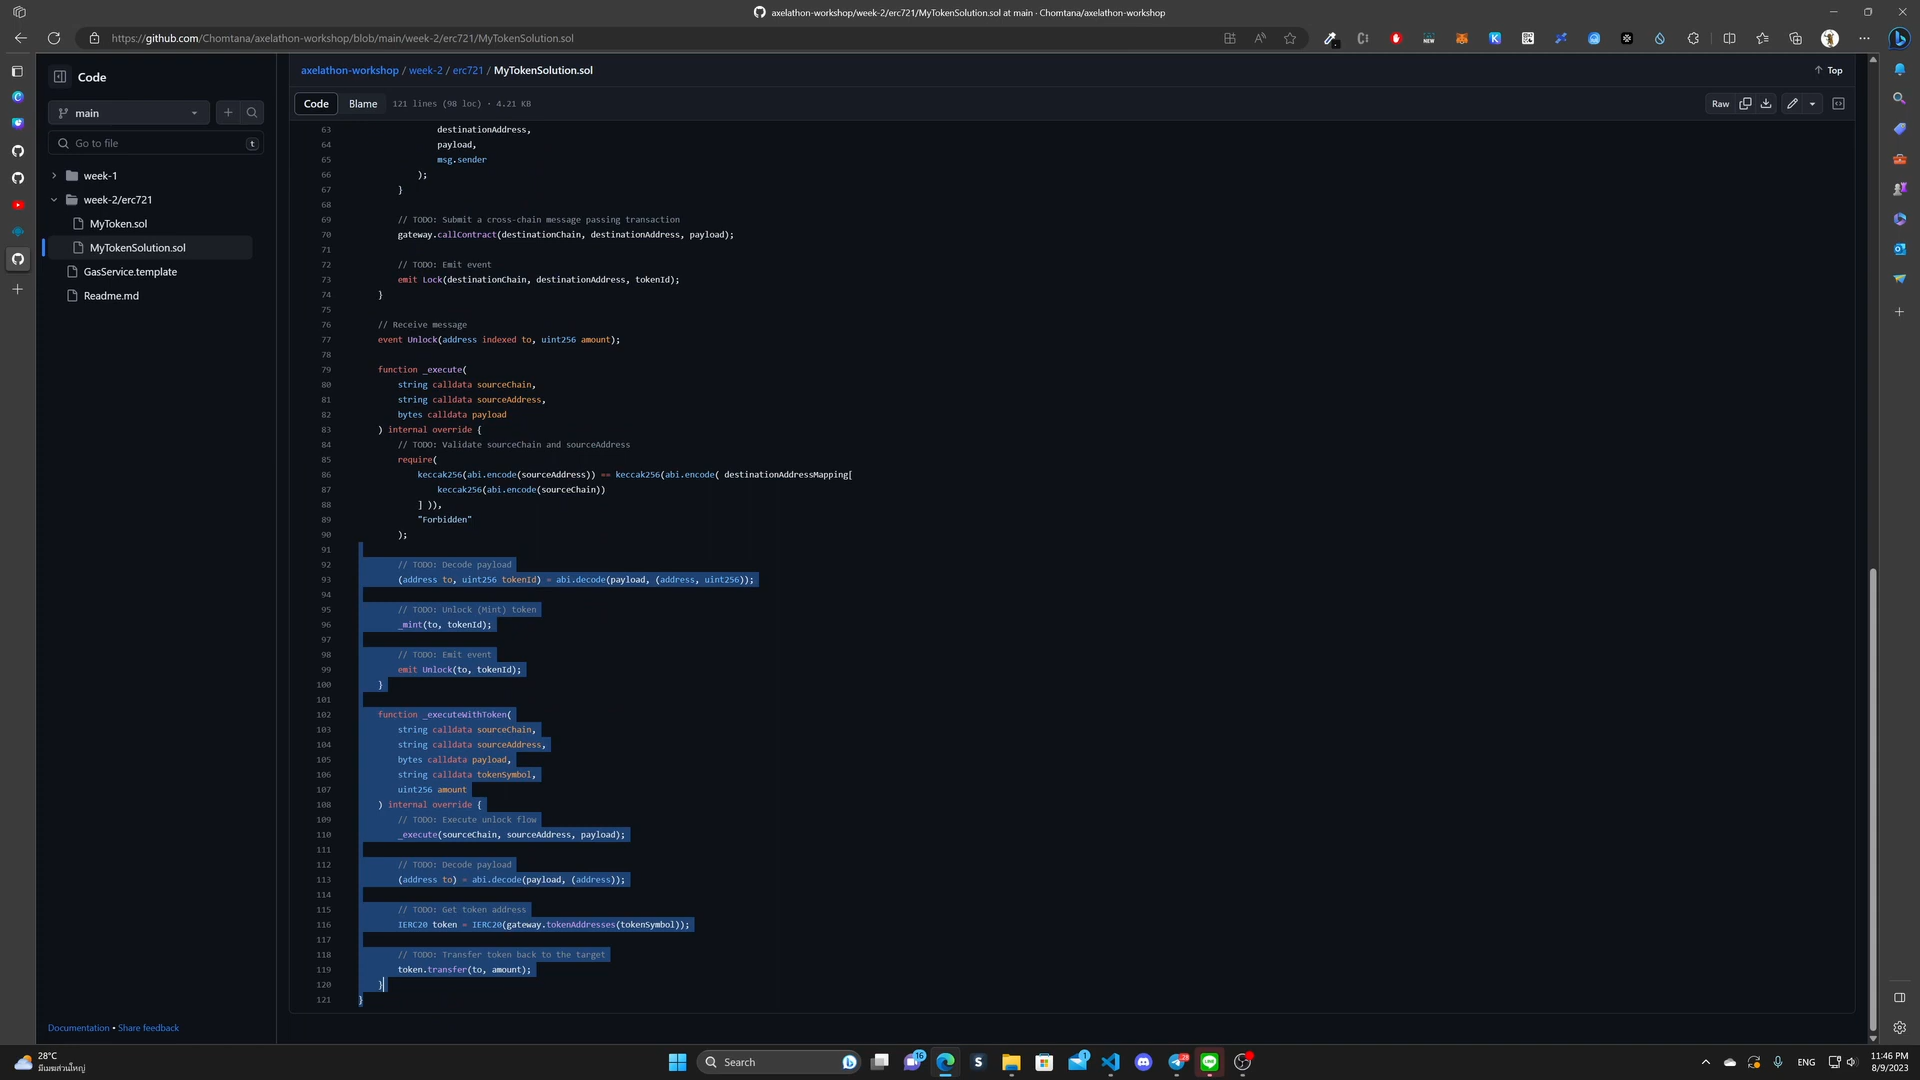 axelathon-workshop/week-2/erc721/MyTokenSolution.sol at main · Chomtana/axelathon-workshop
https://github.com/Chomtana/axelathon-workshop/blob/main/week-2/erc721/MyTokenSolution.sol
Code
main
Go to file
t
week-1
week-2/erc721
MyToken.sol
MyTokenSolution.sol
GasService.template
Readme.md
Documentation • Share feedback
axelathon-workshop / week-2 / erc721 / MyTokenSolution.sol
Top
Code Blame 121 lines (98 loc) · 4.21 KB
Raw
63 destinationAddress,
64 payload,
65 msg.sender
66 );
67 }
68
69 // TODO: Submit a cross-chain message passing transaction
70 gateway.callContract(destinationChain, destinationAddress, payload);
71
72 // TODO: Emit event
73 emit Lock(destinationChain, destinationAddress, tokenId);
74 }
75
76 // Receive message
77 event Unlock(address indexed to, uint256 amount);
78
79 function _execute(
80 string calldata sourceChain,
81 string calldata sourceAddress,
82 bytes calldata payload
83 ) internal override {
84 // TODO: Validate sourceChain and sourceAddress
85 require(
86 keccak256(abi.encode(sourceAddress)) == keccak256(abi.encode( destinationAddressMapping[
87 keccak256(abi.encode(sourceChain))
88 ] )),
89 "Forbidden"
90 );
91
92 // TODO: Decode payload
93 (address to, uint256 tokenId) = abi.decode(payload, (address, uint256));
94
95 // TODO: Unlock (Mint) token
96 _mint(to, tokenId);
97
98 // TODO: Emit event
99 emit Unlock(to, tokenId);
100 }
101
102 function _executeWithToken(
103 string calldata sourceChain,
104 string calldata sourceAddress,
105 bytes calldata payload,
106 string calldata tokenSymbol,
107 uint256 amount
108 ) internal override {
109 // TODO: Execute unlock flow
110 _execute(sourceChain, sourceAddress, payload);
111
112 // TODO: Decode payload
113 (address to) = abi.decode(payload, (address));
114
115 // TODO: Get token address
116 IERC20 token = IERC20(gateway.tokenAddresses(tokenSymbol));
117
118 // TODO: Transfer token back to the target
119 token.transfer(to, amount);
120 }
121 }
28°C
มีเมฆส่วนใหญ่
Search
16
1
28
ENG
11:46 PM
8/9/2023